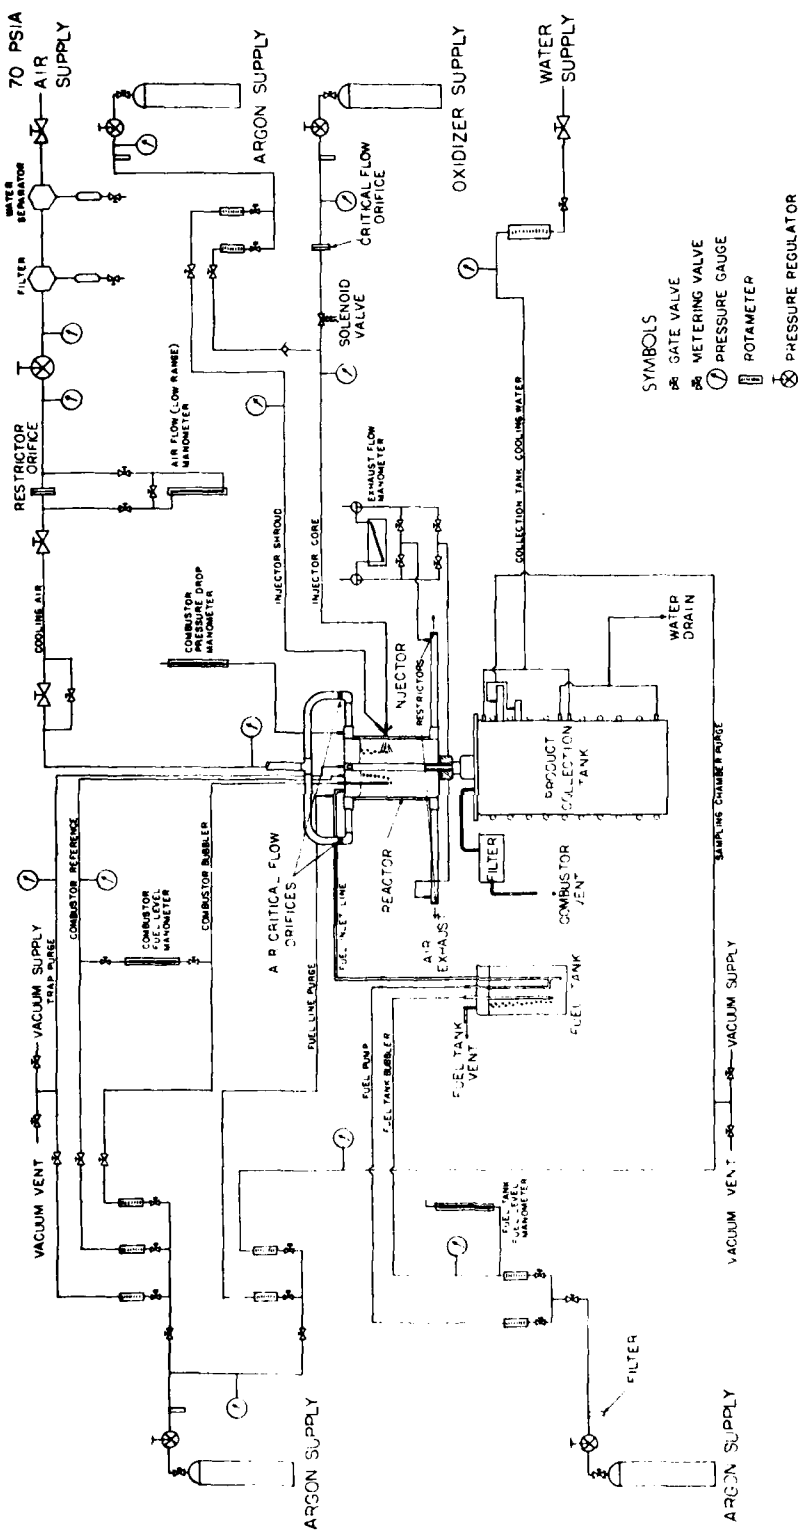 70 PSIA
AIR
SUPPLY
WATER
SEPARATOR
FILTER
RESTRICTOR
ORIFICE
AIR FLOW (LOW RANGE)
MANOMETER
COOLING AIR
COMBUSTOR
PRESSURE DROP
MANOMETER
ARGON SUPPLY
OXIDIZER SUPPLY
CRITICAL FLOW
ORIFICE
SOLENOID
VALVE
INJECTOR SHROUD
INJECTOR CORE
EXHAUST FLOW
MANOMETER
WATER
SUPPLY
COLLECTION TANK COOLING WATER
SYMBOLS
GATE VALVE
METERING VALVE
PRESSURE GAUGE
ROTAMETER
PRESSURE REGULATOR
NJECTOR
RESTRICTORS
WATER
DRAIN
PRODUCT
COLLECTION
TANK
SAMPLING CHAMBER PURGE
FILTER
COMBUSTOR
VENT
REACTOR
AIR
EXHAUST
AIR CRITICAL FLOW
ORIFICES
FUEL INLET LINE
FUEL LINE PURGE
COMBUSTOR BUBBLER
COMBUSTOR REFERENCE
COMBUSTOR
FUEL LEVEL
MANOMETER
TRAP PURGE
VACUUM VENT
VACUUM SUPPLY
FUEL PUMP
FUEL TANK BUBBLER
FUEL TANK
VENT
FUEL TANK
FUEL TANK
FUEL LEVEL
MANOMETER
VACUUM VENT
VACUUM SUPPLY
ARGON SUPPLY
FILTER
ARGON SUPPLY